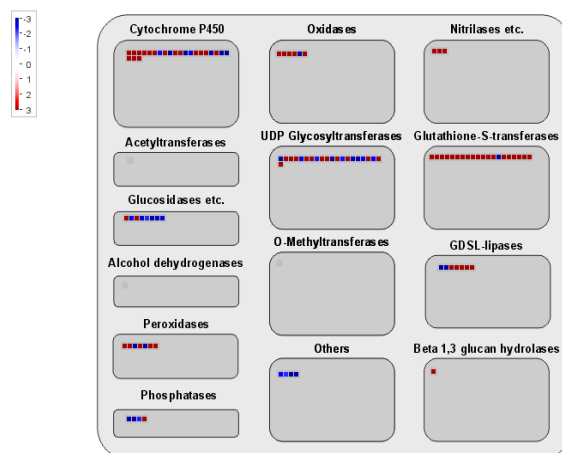 -3
-2
-1
0
1
2
3
Cytochrome P450
Oxidases
Nitrilases etc.
Acetyltransferases
UDP Glycosyltransferases
Glutathione-S-transferases
Glucosidases etc.
O-Methyltransferases
GDSL-lipases
Alcohol dehydrogenases
Peroxidases
Others
Beta 1,3 glucan hydrolases
Phosphatases